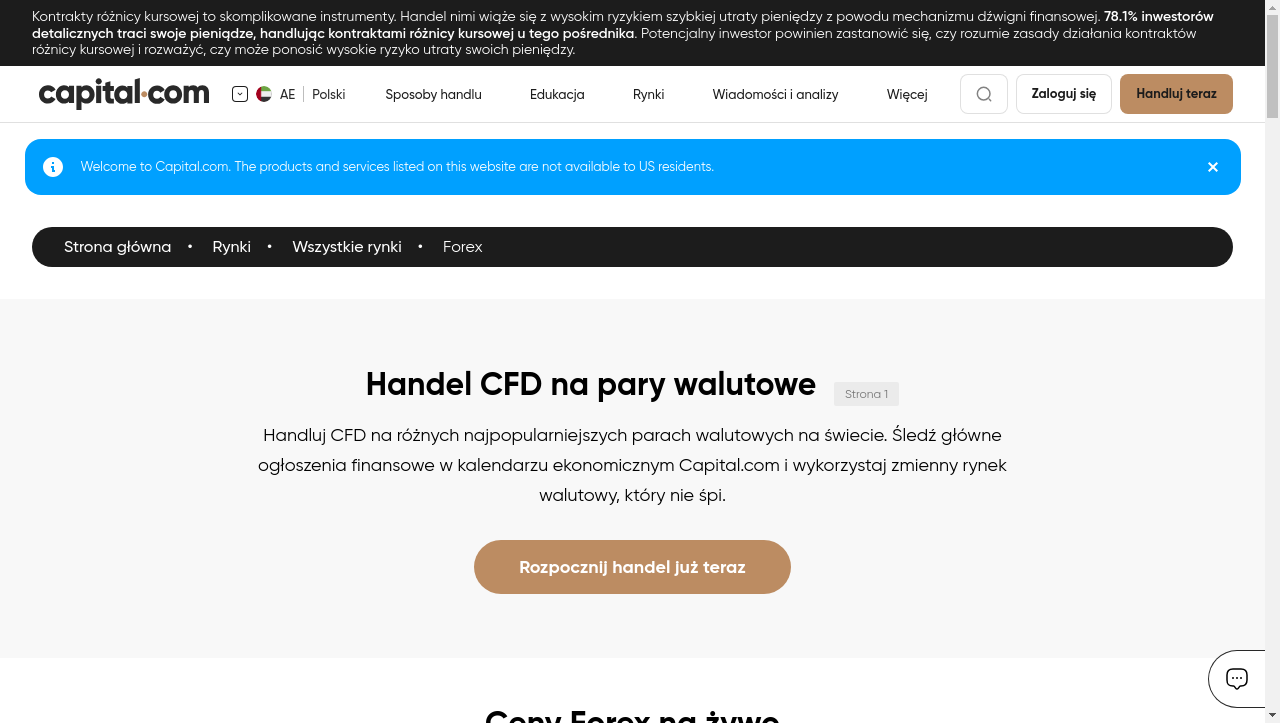 Kontrakty różnicy kursowej to skomplikowane instrumenty. Handel nimi wiąże się z wysokim ryzykiem szybkiej utraty pieniędzy z powodu mechanizmu dźwigni finansowej. 78.1% inwestorów
detalicznych traci swoje pieniądze, handlując kontraktami różnicy kursowej u tego pośrednika. Potencjalny inwestor powinien zastanowić się, czy rozumie zasady działania kontraktów
różnicy kursowej i rozważyć, czy może ponosić wysokie ryzyko utraty swoich pieniędzy.
capital.com AE Polski Sposoby handlu Edukacja Rynki Wiadomości i analizy Więcej Zaloguj się Handluj teraz
Welcome to Capital.com. The products and services listed on this website are not available to US residents.
Strona główna • Rynki • Wszystkie rynki • Forex
Handel CFD na pary walutowe Strona 1
Handluj CFD na różnych najpopularniejszych parach walutowych na świecie. Śledź główne
ogłoszenia finansowe w kalendarzu ekonomicznym Capital.com i wykorzystaj zmienny rynek
walutowy, który nie śpi.
Rozpocznij handel już teraz
Ceny Forex na żywo